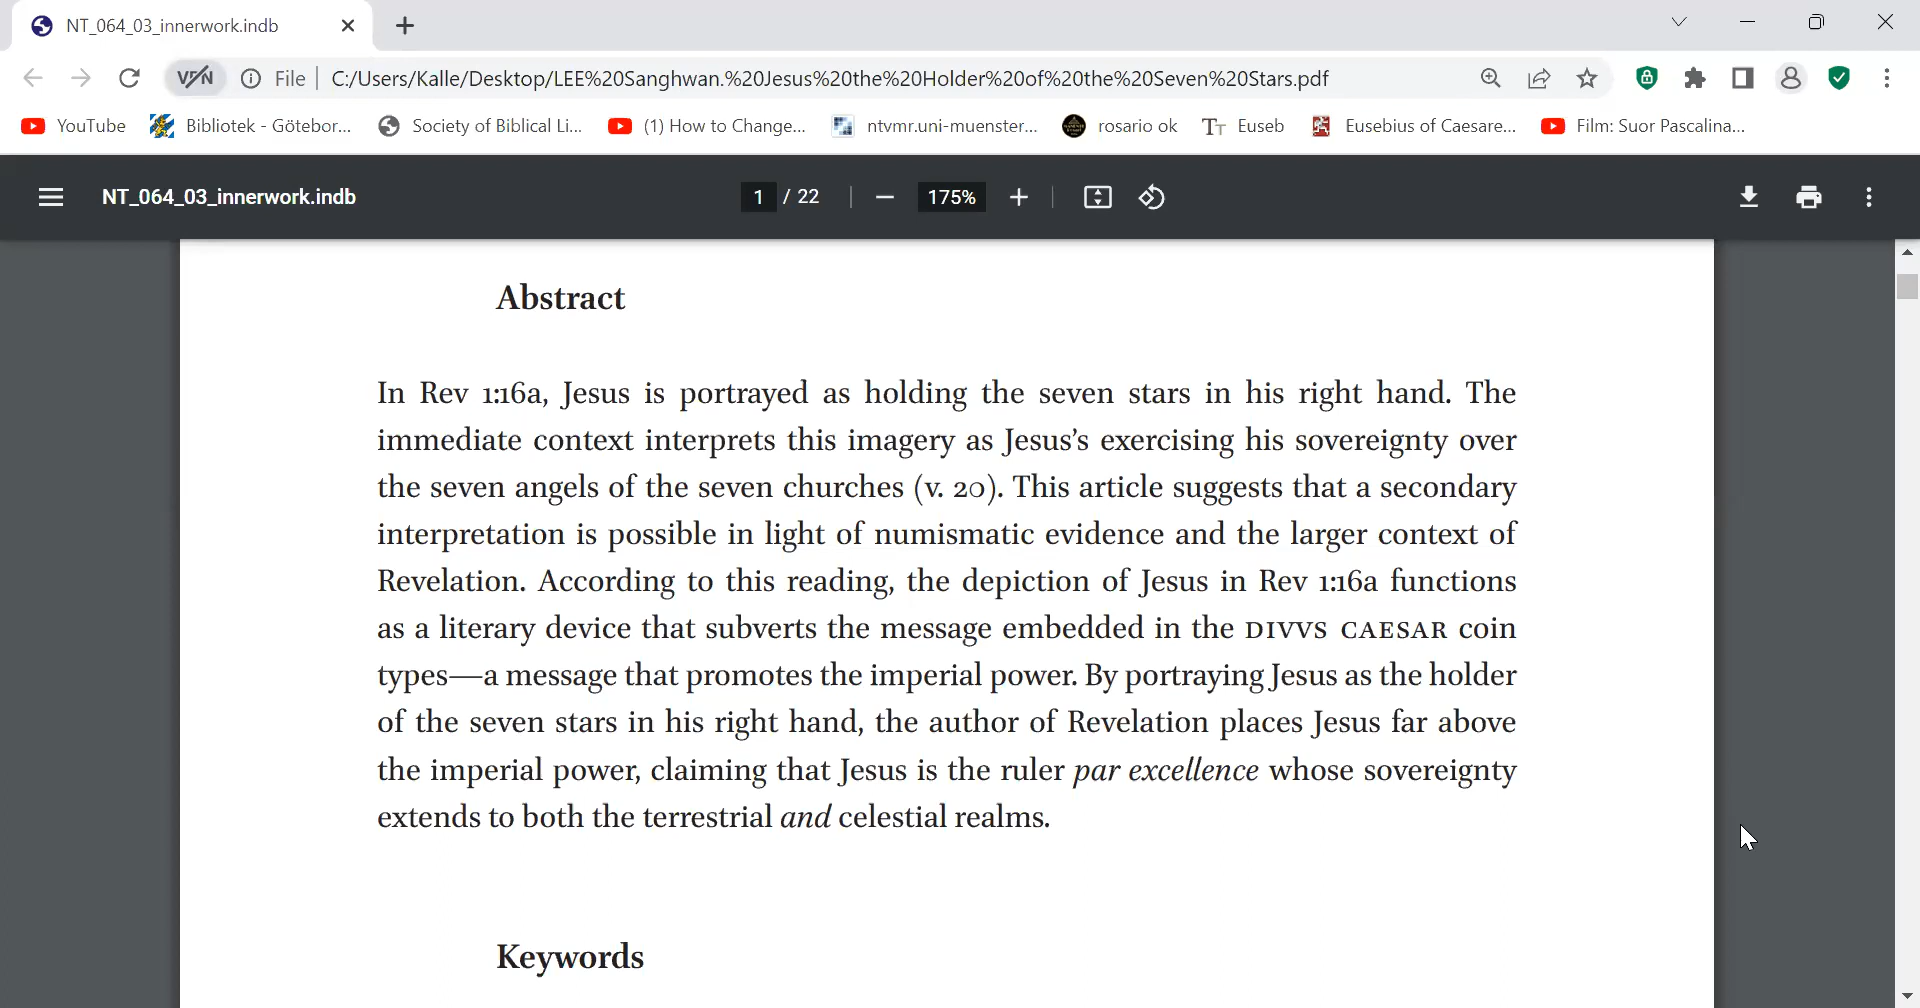 NT_064_03_innerwork.indb
VPN File C:/Users/Kalle/Desktop/LEE%20Sanghwan.%20Jesus%20the%20Holder%20of%20the%20Seven%20Stars.pdf
YouTube Bibliotek - Götebor... Society of Biblical Li... (1) How to Change... ntvmr.uni-muenster... rosario ok TT Euseb Eusebius of Caesare... Film: Suor Pascalina...
NT_064_03_innerwork.indb 1 / 22 175%
Abstract
In Rev 1:16a, Jesus is portrayed as holding the seven stars in his right hand. The
immediate context interprets this imagery as Jesus’s exercising his sovereignty over
the seven angels of the seven churches (v. 20). This article suggests that a secondary
interpretation is possible in light of numismatic evidence and the larger context of
Revelation. According to this reading, the depiction of Jesus in Rev 1:16a functions
as a literary device that subverts the message embedded in the DIVVS CAESAR coin
types—a message that promotes the imperial power. By portraying Jesus as the holder
of the seven stars in his right hand, the author of Revelation places Jesus far above
the imperial power, claiming that Jesus is the ruler par excellence whose sovereignty
extends to both the terrestrial and celestial realms.
Keywords